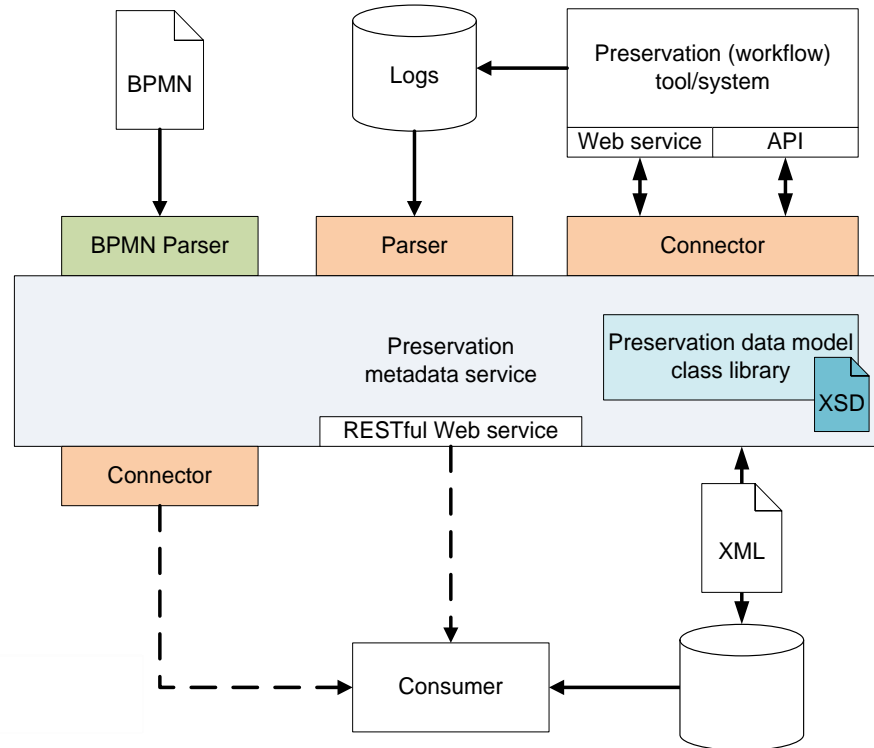 BPMN
Logs
Preservation (workflow)
tool/system
Web service
API
BPMN Parser
Parser
Connector
Preservation
metadata service
Preservation data model
class library
XSD
RESTful Web service
Connector
XML
Consumer